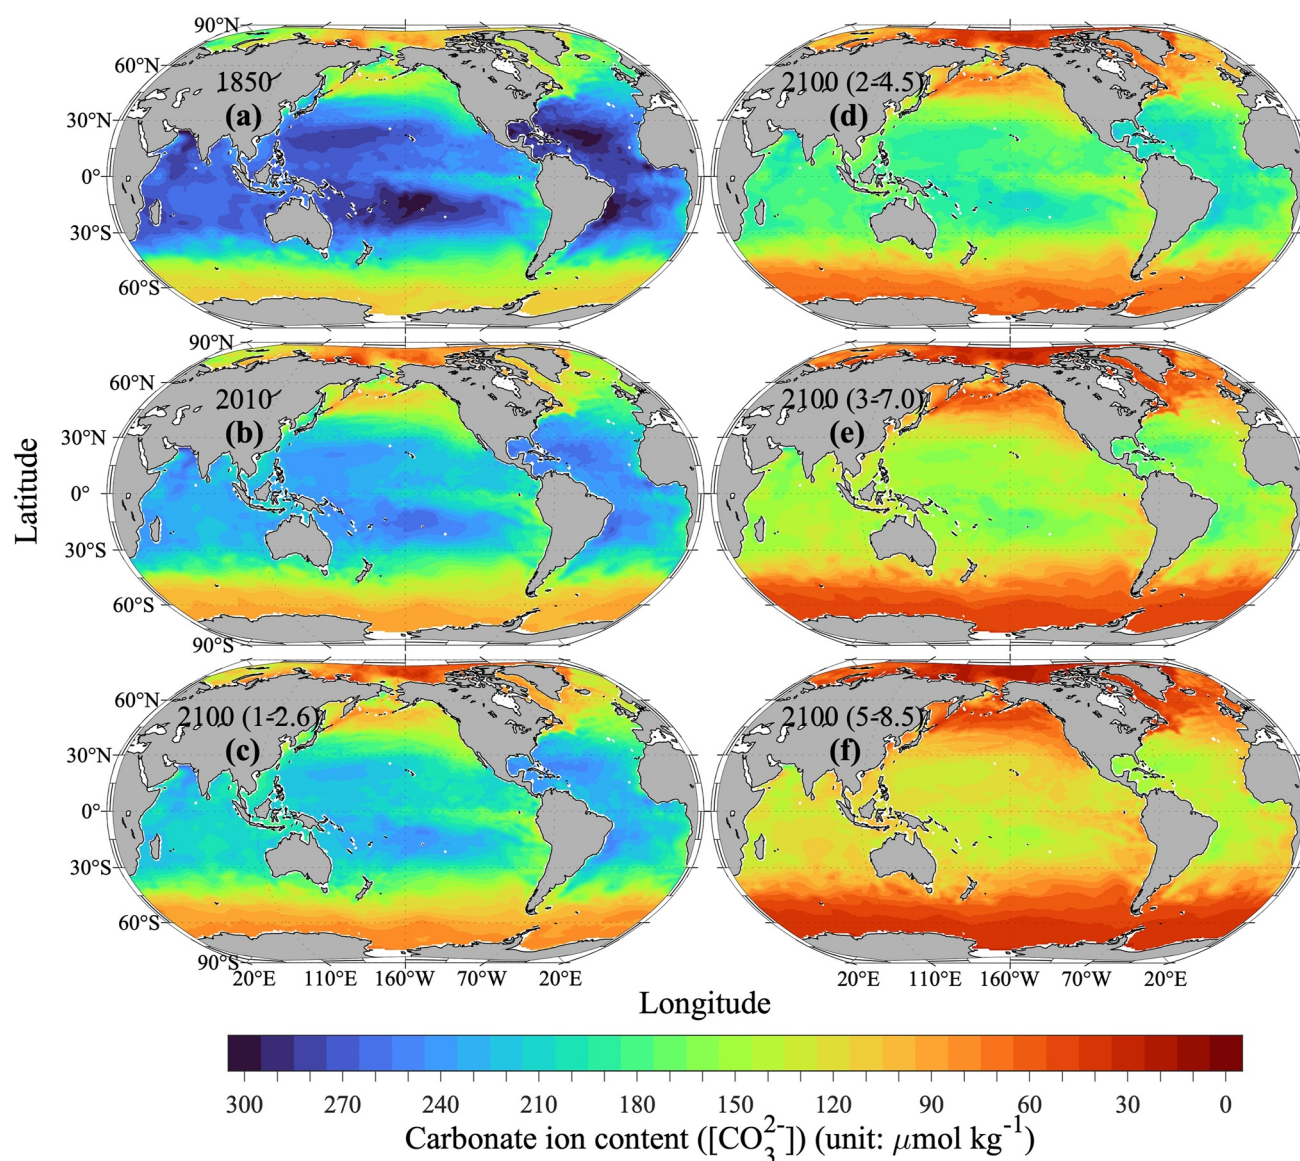 90°N
60°N
1850
2100 (2-4.5)
(a)
(d)
30°N
0°
30°S
60°S
90°N
60°N
2010
2100 (3-7.0)
(b)
(e)
30°N
0°
30°S
60°S
90°S
60°N
2100 (1-2.6)
2100 (5-8.5)
(c)
(f)
30°N
0°
30°S
60°S
90°S
Latitude
20°E 110°E 160°W 70°W 20°E
20°E 110°E 160°W 70°W 20°E
Longitude
300 270 240 210 180 150 120 90 60 30 0
Carbonate ion content ([CO₃²⁻]) (unit: μmol kg⁻¹)